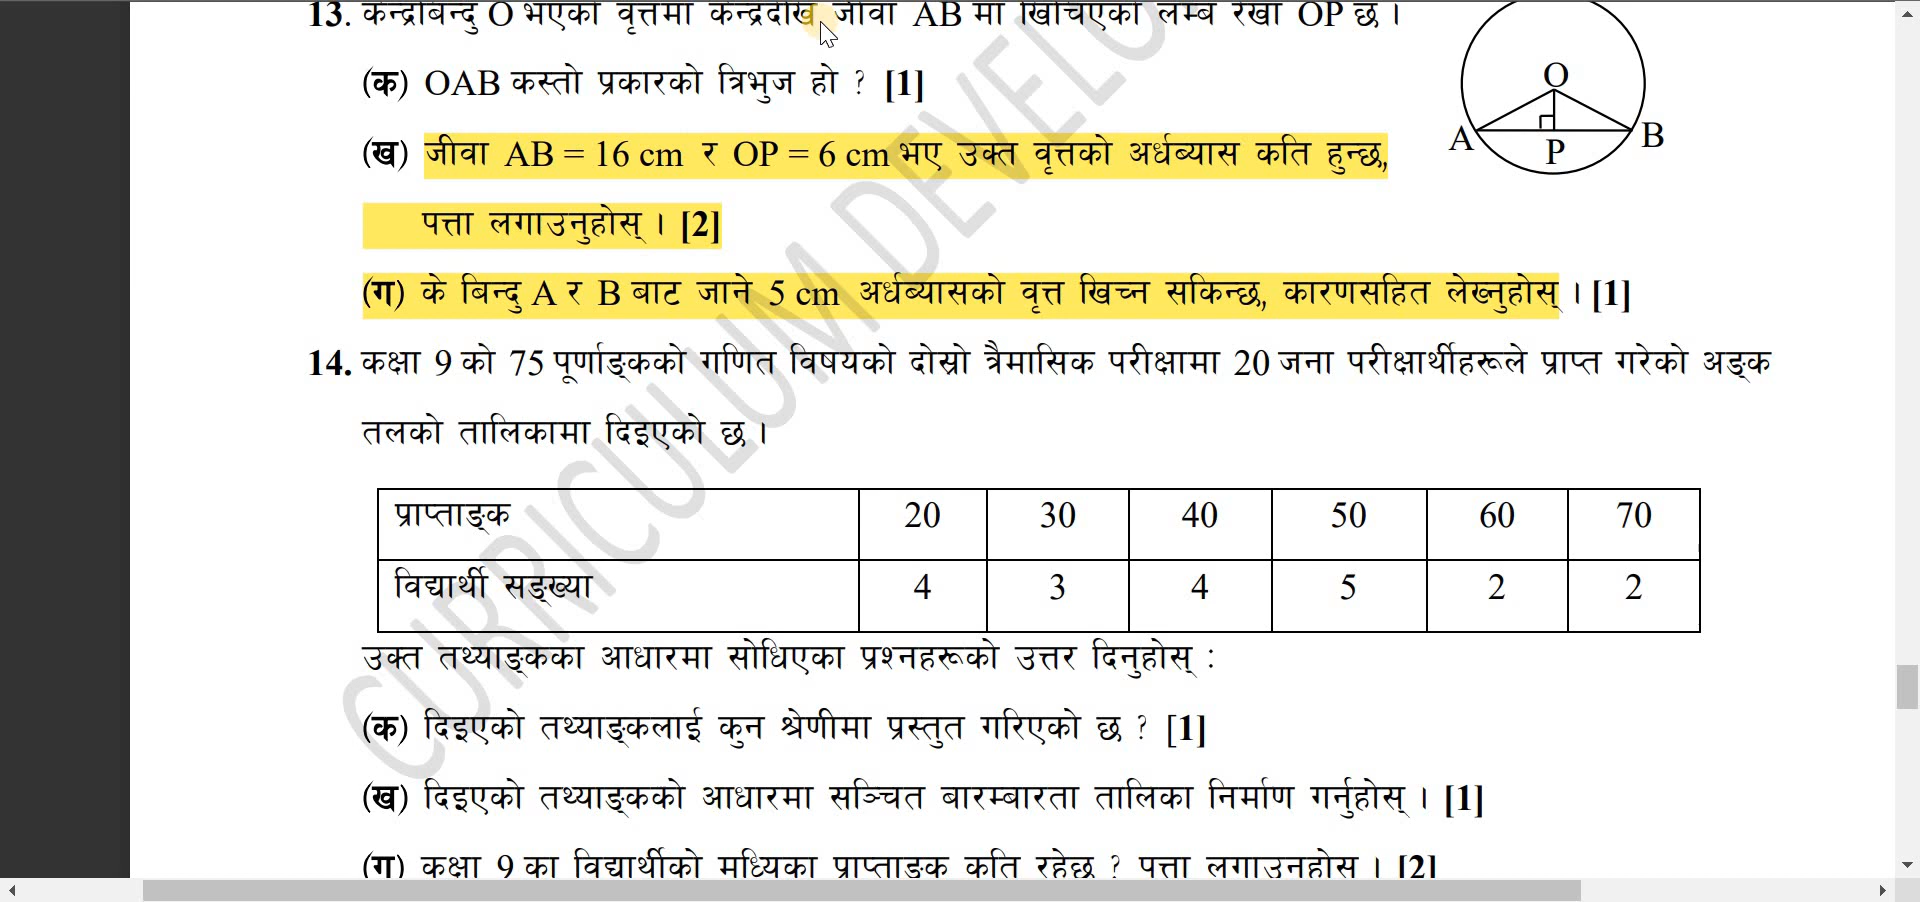 13. केन्द्रबिन्दु O भएको वृत्तमा केन्द्रदेखि जीवा AB मा खिचिएको लम्ब रेखा OP छ ।
(क) OAB कस्तो प्रकारको त्रिभुज हो ? [1]
(ख) जीवा AB = 16 cm र OP = 6 cm भए उक्त वृत्तको अर्धब्यास कति हुन्छ,
पत्ता लगाउनुहोस् । [2]
O
A
P
B
(ग) के बिन्दु A र B बाट जाने 5 cm अर्धब्यासको वृत्त खिच्न सकिन्छ, कारणसहित लेख्नुहोस् । [1]
14. कक्षा 9 को 75 पूर्णाङ्कको गणित विषयको दोस्रो त्रैमासिक परीक्षामा 20 जना परीक्षार्थीहरूले प्राप्त गरेको अङ्क
तलको तालिकामा दिइएको छ ।
प्राप्ताङ्क 20 30 40 50 60 70
विद्यार्थी सङ्ख्या 4 3 4 5 2 2
उक्त तथ्याङ्कका आधारमा सोधिएका प्रश्नहरूको उत्तर दिनुहोस् :
(क) दिइएको तथ्याङ्कलाई कुन श्रेणीमा प्रस्तुत गरिएको छ ? [1]
(ख) दिइएको तथ्याङ्कको आधारमा सञ्चित बारम्बारता तालिका निर्माण गर्नुहोस् । [1]
(ग) कक्षा 9 का विद्यार्थीको मध्यिका प्राप्ताङ्क कति रहेछ ? पत्ता लगाउनुहोस् । [2]
CURRICULUM DEVELO